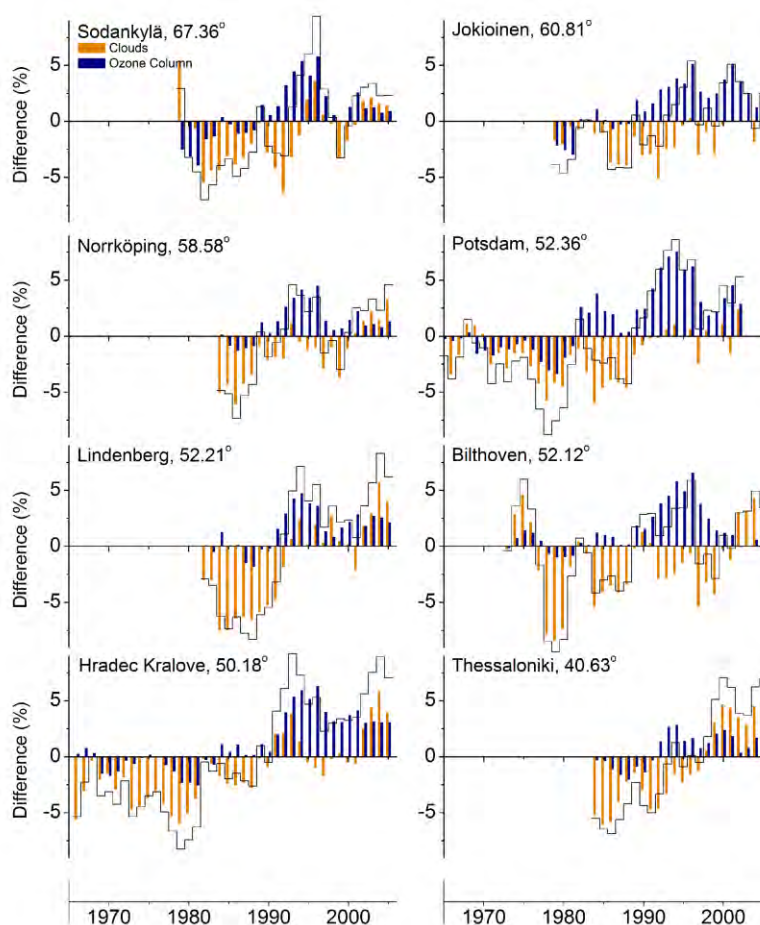 Sodankylä, 67.36°
Clouds
Ozone Column
Jokioinen, 60.81°
5
0
-5
Difference (%)
Norrköping, 58.58°
Potsdam, 52.36°
5
5
0
0
-5
-5
Difference (%)
Lindenberg, 52.21°
Bilthoven, 52.12°
5
5
0
0
-5
-5
Difference (%)
Hradec Kralove, 50.18°
Thessaloniki, 40.63°
5
5
0
0
-5
-5
Difference (%)
1970 1980 1990 2000
1970 1980 1990 2000